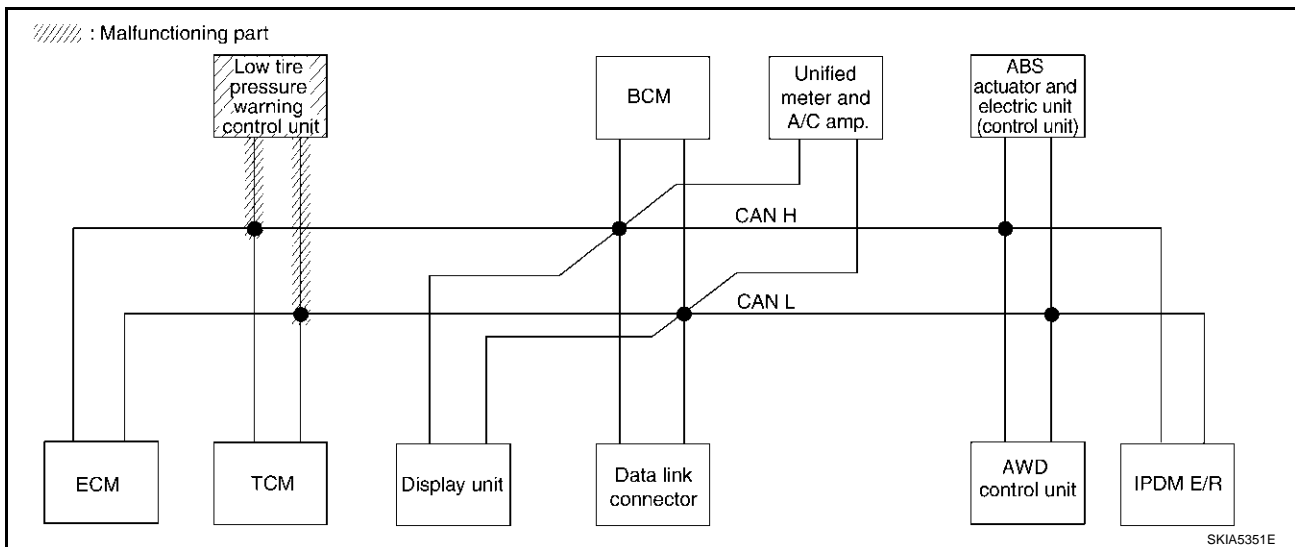 : Malfunctioning part
Low tire
pressure
warning
control unit
BCM
Unified
meter and
A/C amp.
ABS
actuator and
electric unit
(control unit)
CAN H
CAN L
ECM
TCM
Display unit
Data link
connector
AWD
control unit
IPDM E/R
SKIA5351E